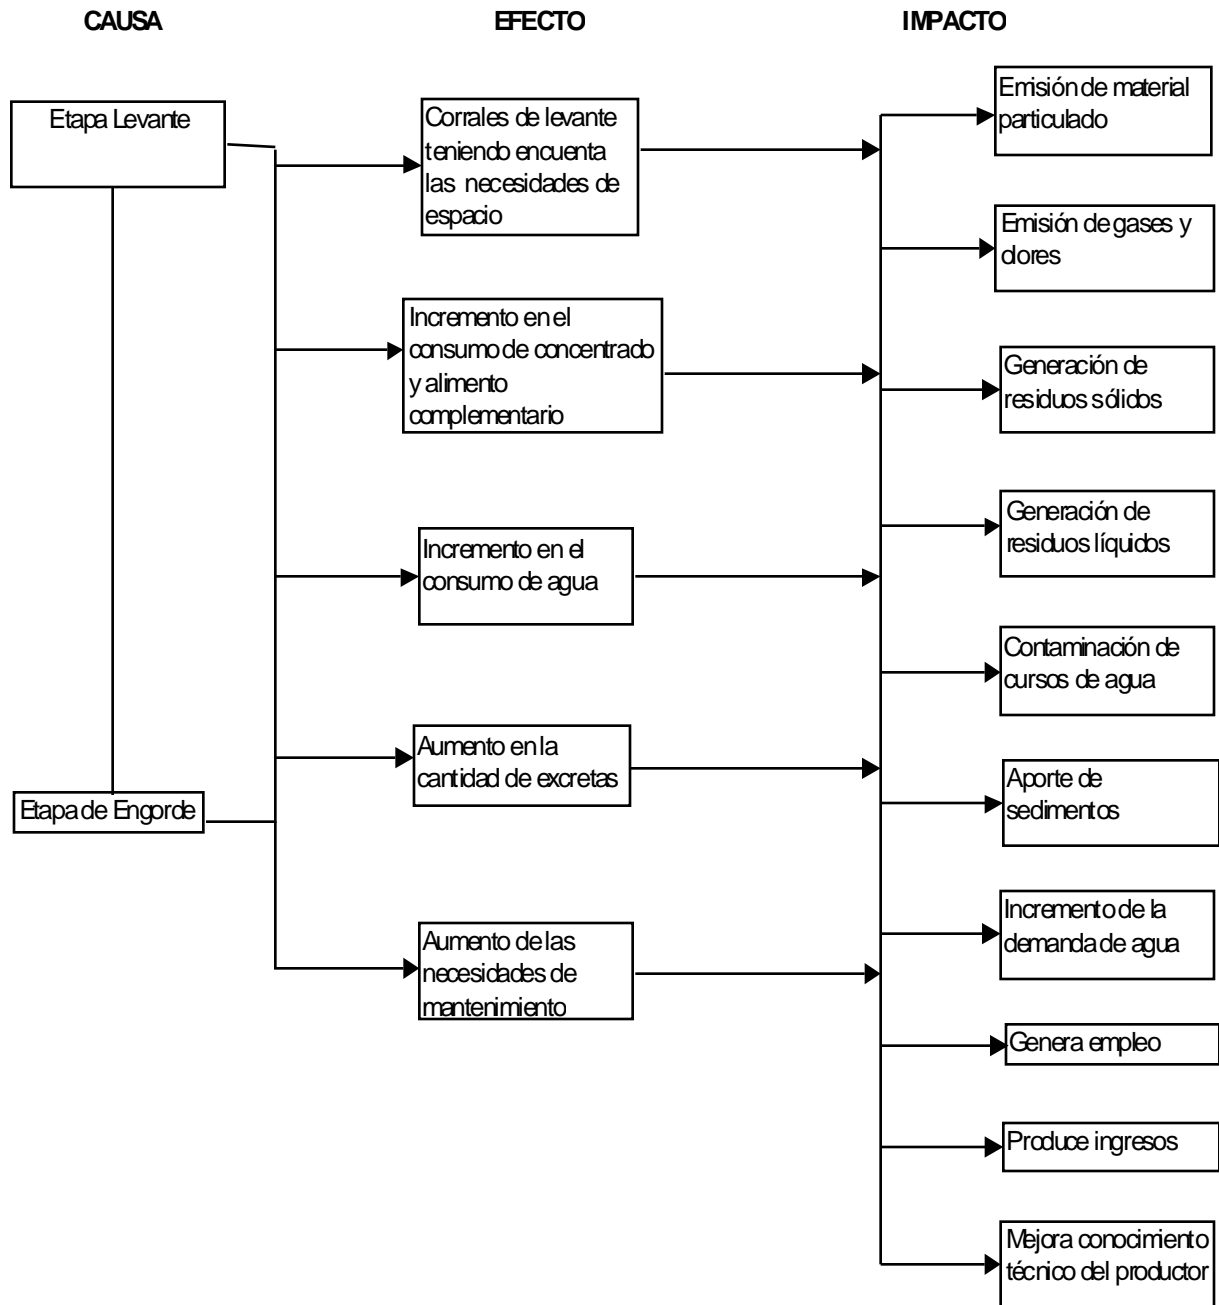 CAUSA EFECTO IMPACTO
Etapa Levante
Etapa de Engorde
Corrales de levante
teniendo encuenta
las necesidades de
espacio
Incremento en el
consumo de concentrado
y alimento
complementario
Incremento en el
consumo de agua
Aumento en la
cantidad de excretas
Aumento de las
necesidades de
mantenimiento
Emisión de material
particulado
Emisión de gases y
olores
Generación de
residuos sólidos
Generación de
residuos líquidos
Contaminación de
cursos de agua
Aporte de
sedimentos
Incremento de la
demanda de agua
Genera empleo
Produce ingresos
Mejora conocimiento
técnico del productor